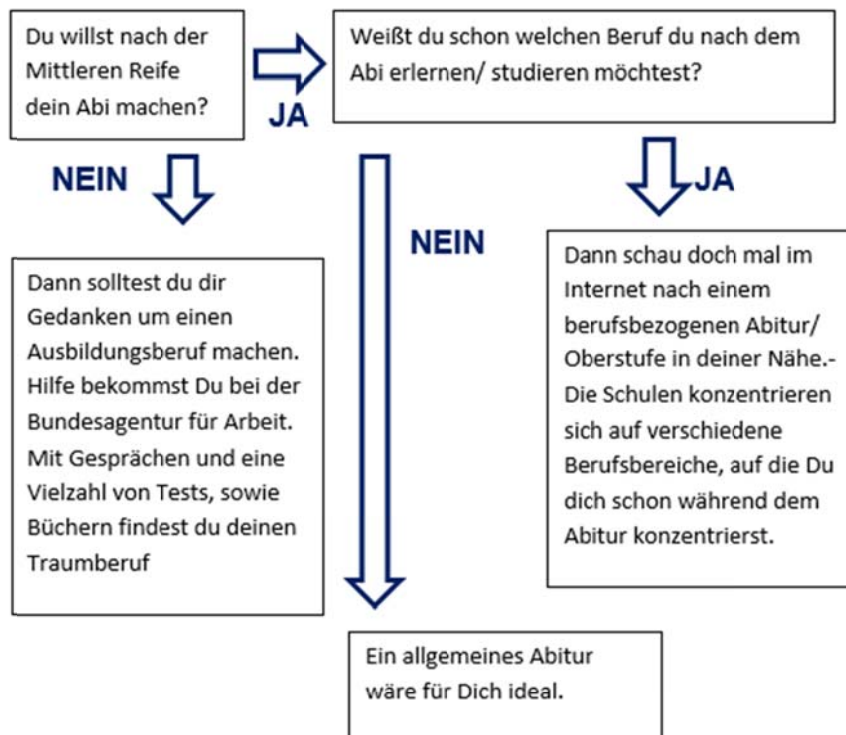 Du willst nach der
Mittleren Reife
dein Abi machen?
JA
Weißt du schon welchen Beruf du nach dem
Abi erlernen/ studieren möchtest?
NEIN
Dann solltest du dir
Gedanken um einen
Ausbildungsberuf machen.
Hilfe bekommst Du bei der
Bundesagentur für Arbeit.
Mit Gesprächen und eine
Vielzahl von Tests, sowie
Büchern findest du deinen
Traumberuf
NEIN
JA
Dann schau doch mal im
Internet nach einem
berufsbezogenen Abitur/
Oberstufe in deiner Nähe.-
Die Schulen konzentrieren
sich auf verschiedene
Berufsbereiche, auf die Du
dich schon während dem
Abitur konzentrierst.
Ein allgemeines Abitur
wäre für Dich ideal.